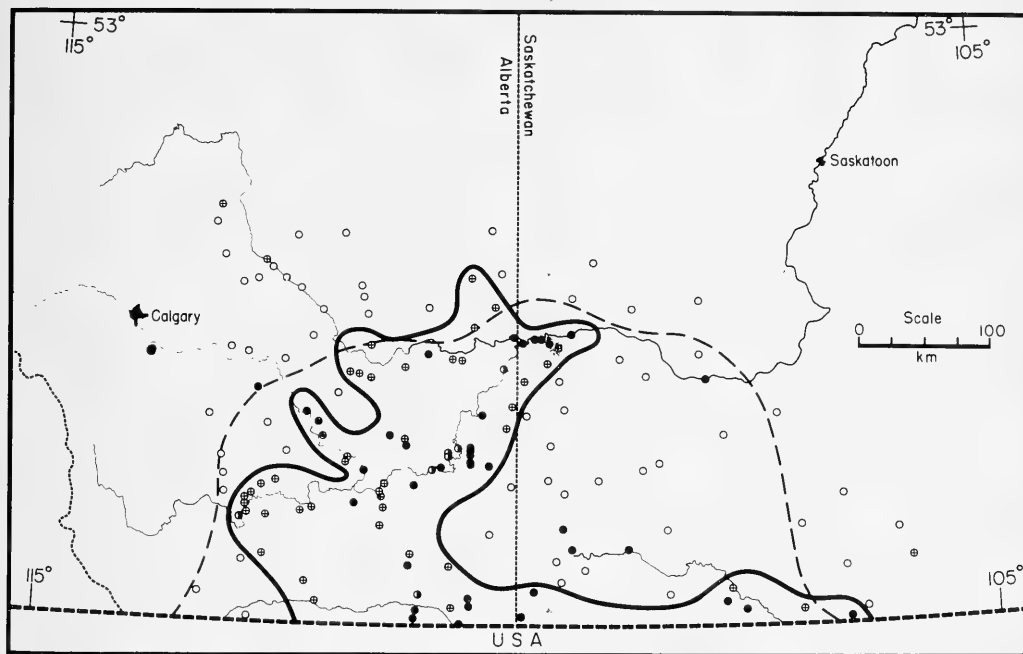 53°
115°
53°
105°
Saskatchewan
Alberta
Saskatoon
Calgary
Scale
0 100
km
115°
105°
USA